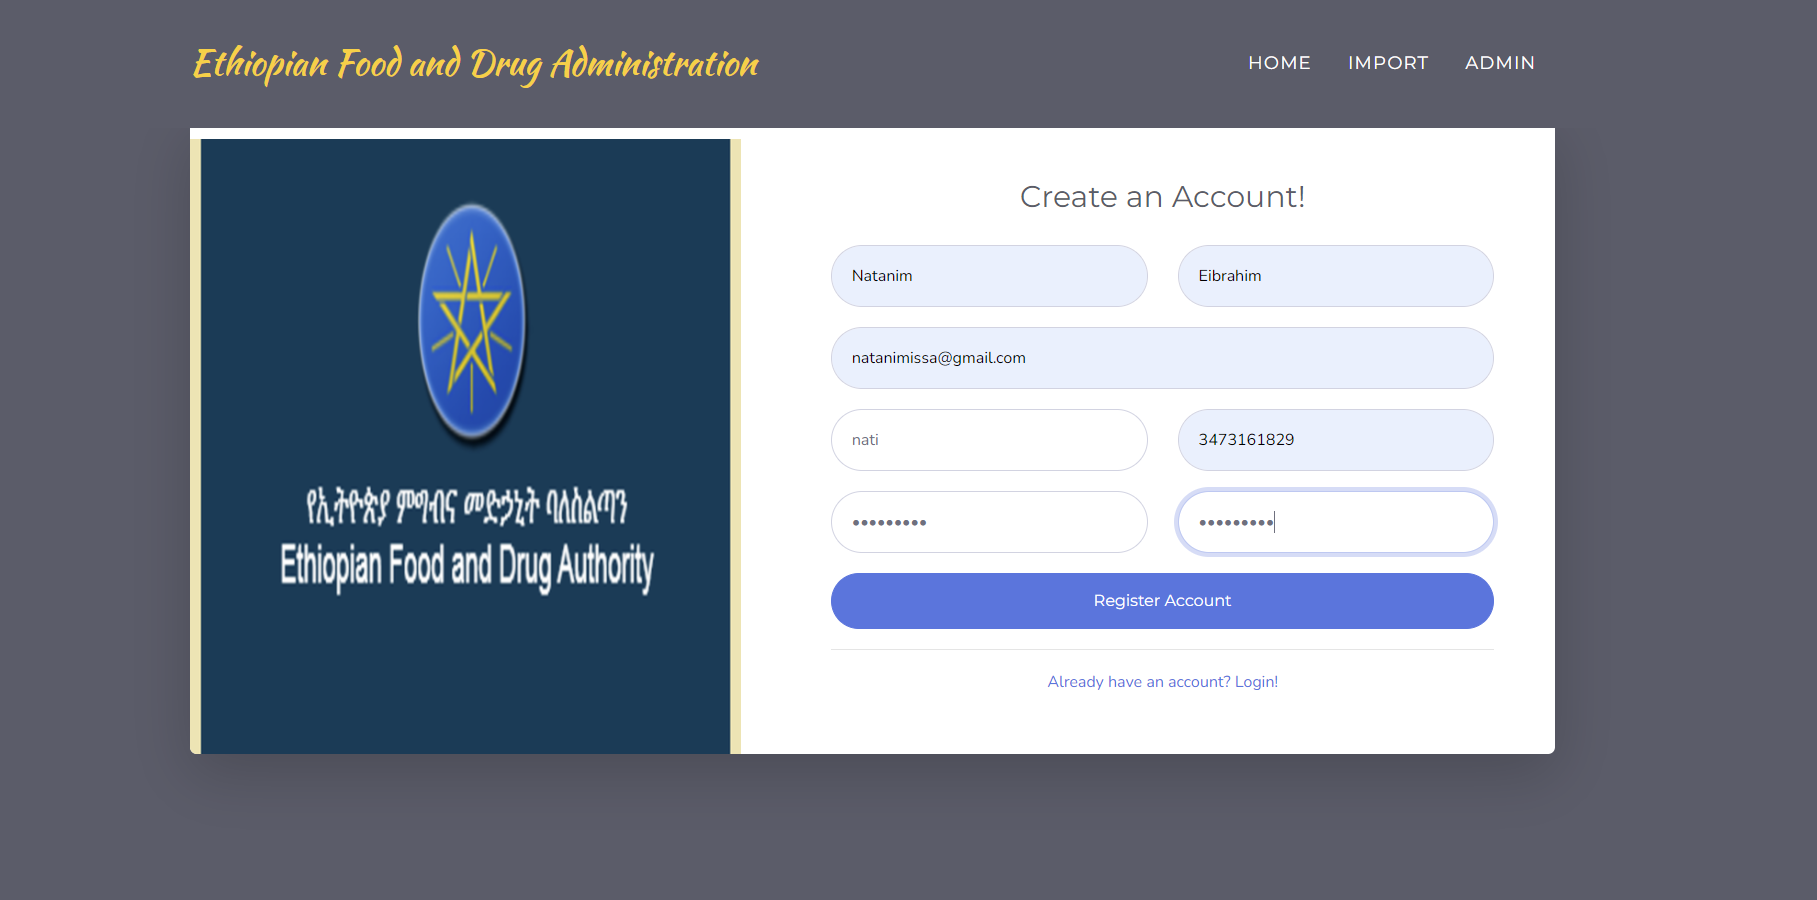 Ethiopian Food and Drug Administration
HOME IMPORT ADMIN
የኢትዮጵያ ምግብና መድኃኒት ባለስልጣን
Ethiopian Food and Drug Authority
Create an Account!
Natanim Eibrahim
natanimissa@gmail.com
nati 3473161829
••••••••• •••••••••
Register Account
Already have an account? Login!